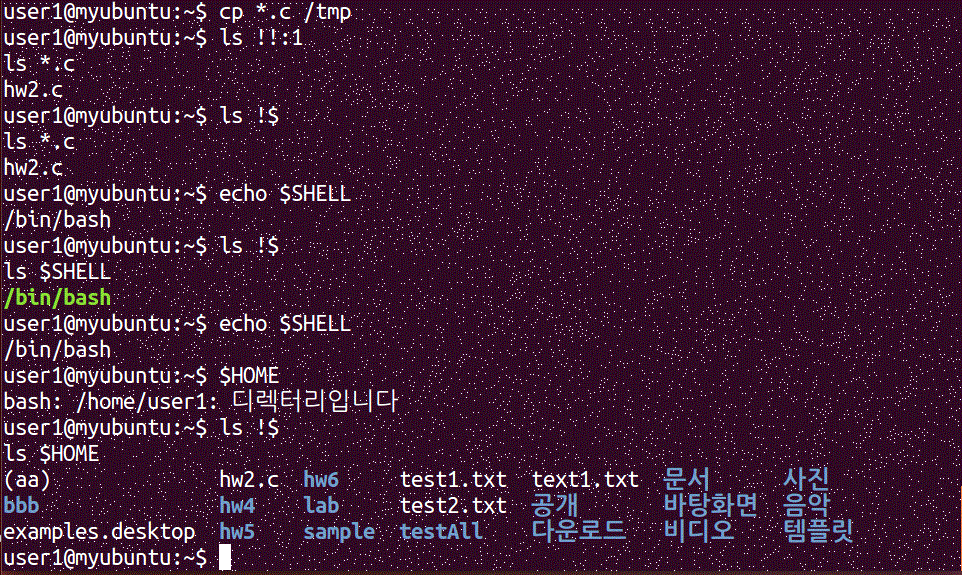 user1@myubuntu:~$ cp *.c /tmp
user1@myubuntu:~$ ls !!:1
ls *.c
hw2.c
user1@myubuntu:~$ ls !$
ls *.c
hw2.c
user1@myubuntu:~$ echo $SHELL
/bin/bash
user1@myubuntu:~$ ls !$
ls $SHELL
/bin/bash
user1@myubuntu:~$ echo $SHELL
/bin/bash
user1@myubuntu:~$ $HOME
bash: /home/user1: 디렉터리입니다
user1@myubuntu:~$ ls !$
ls $HOME
(aa) hw2.c hw6 test1.txt text1.txt 문서 사진
bbb hw4 lab test2.txt 공개 바탕화면 음악
examples.desktop hw5 sample testAll 다운로드 비디오 템플릿
user1@myubuntu:~$